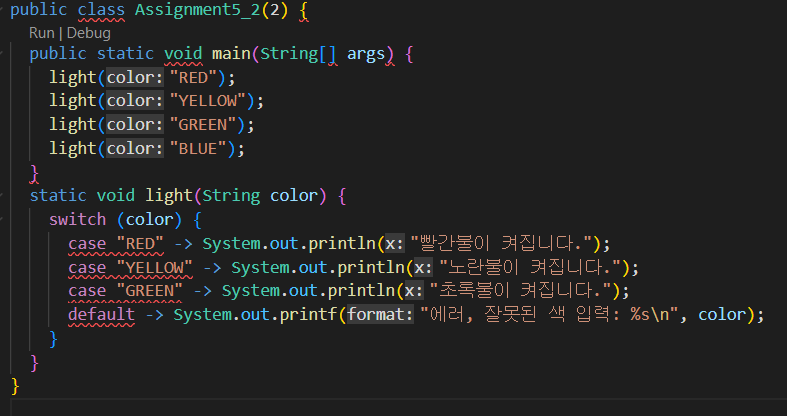 public class Assignment5_2(2) {
Run | Debug
public static void main(String[] args) {
light(color: "RED");
light(color: "YELLOW");
light(color: "GREEN");
light(color: "BLUE");
}
static void light(String color) {
switch (color) {
case "RED" -> System.out.println(x: "빨간불이 켜집니다.");
case "YELLOW" -> System.out.println(x: "노란불이 켜집니다.");
case "GREEN" -> System.out.println(x: "초록불이 켜집니다.");
default -> System.out.printf(format: "에러, 잘못된 색 입력: %s\n", color);
}
}
}